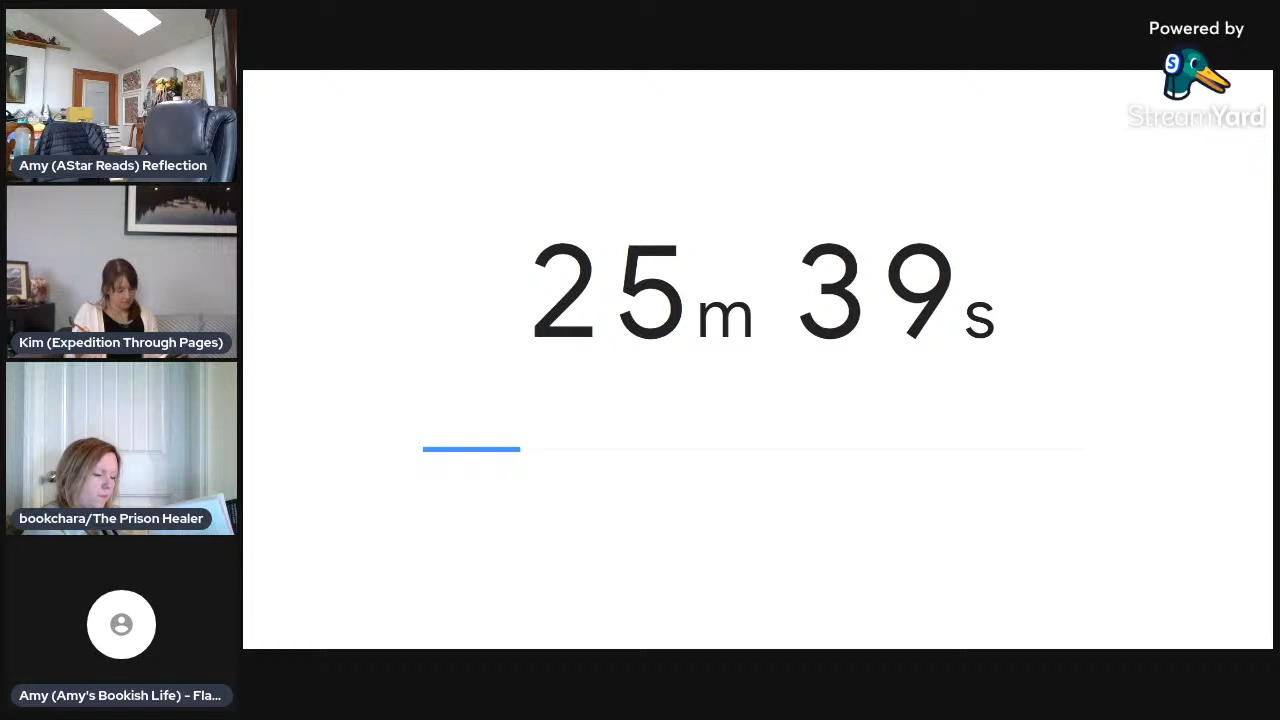 Powered by
S
StreamYard
Amy (AStar Reads) Reflection
25m 39s
Kim (Expedition Through Pages)
bookchara/The Prison Healer
Amy (Amy's Bookish Life) - Fla...